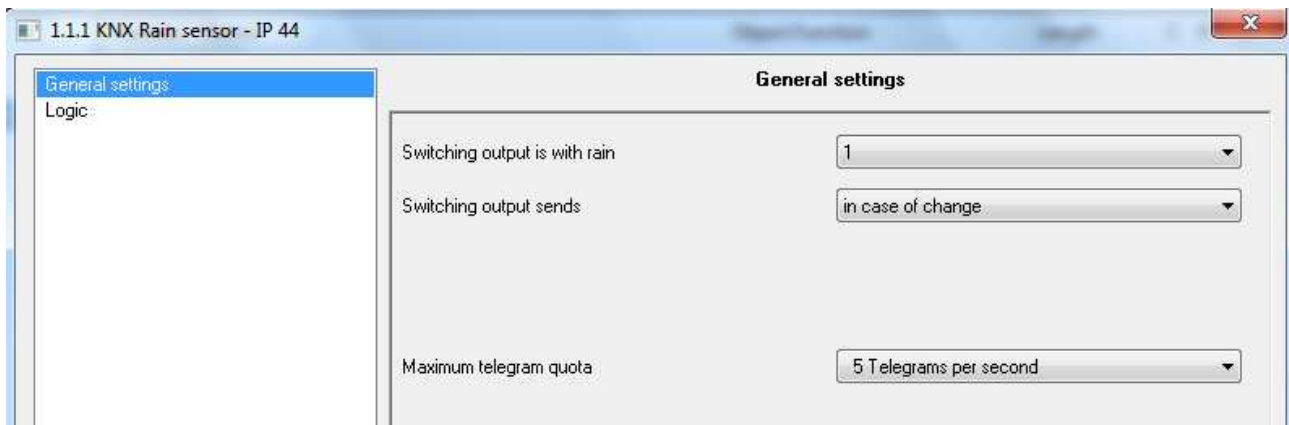 1.1.1 KNX Rain sensor - IP 44
General settings
Logic
General settings
Switching output is with rain
1
Switching output sends
in case of change
Maximum telegram quota
5 Telegrams per second